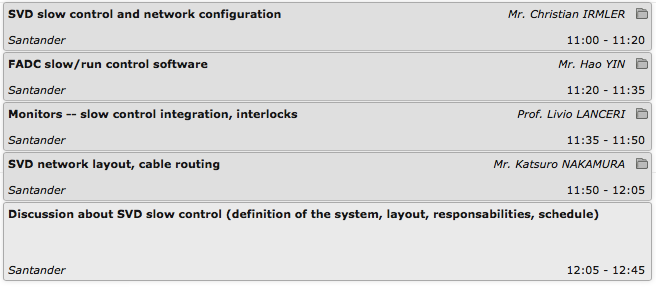 SVD slow control and network configuration Mr. Christian IRMLER
Santander 11:00 - 11:20
FADC slow/run control software Mr. Hao YIN
Santander 11:20 - 11:35
Monitors -- slow control integration, interlocks Prof. Livio LANCERI
Santander 11:35 - 11:50
SVD network layout, cable routing Mr. Katsuro NAKAMURA
Santander 11:50 - 12:05
Discussion about SVD slow control (definition of the system, layout, responsabilities, schedule)
Santander 12:05 - 12:45